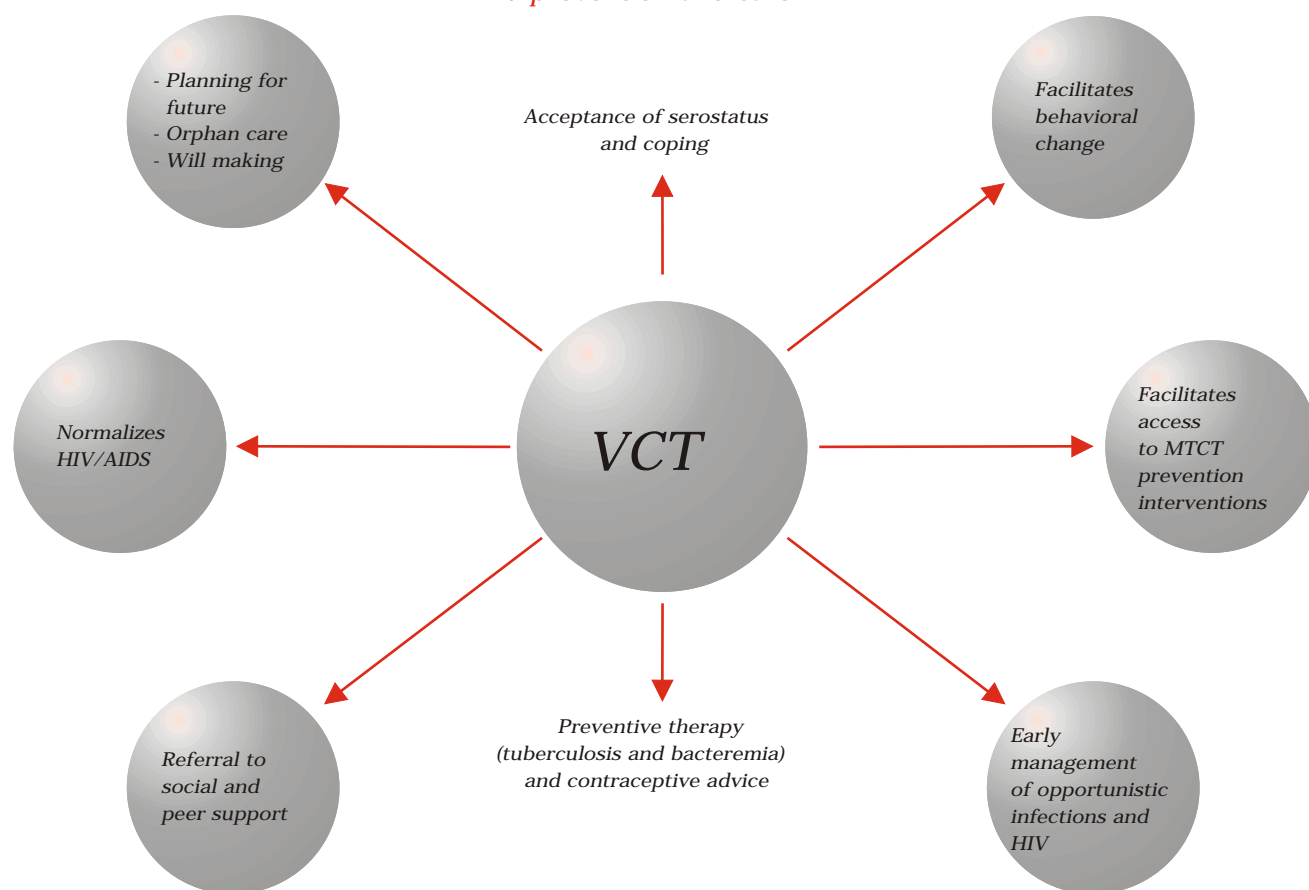 - Planning for
future
- Orphan care
- Will making
Acceptance of serostatus
and coping
Facilitates
behavioral
change
Normalizes
HIV/AIDS
VCT
Facilitates
access
to MTCT
prevention
interventions
Referral to
social and
peer support
Preventive therapy
(tuberculosis and bacteremia)
and contraceptive advice
Early
management
of opportunistic
infections and
HIV